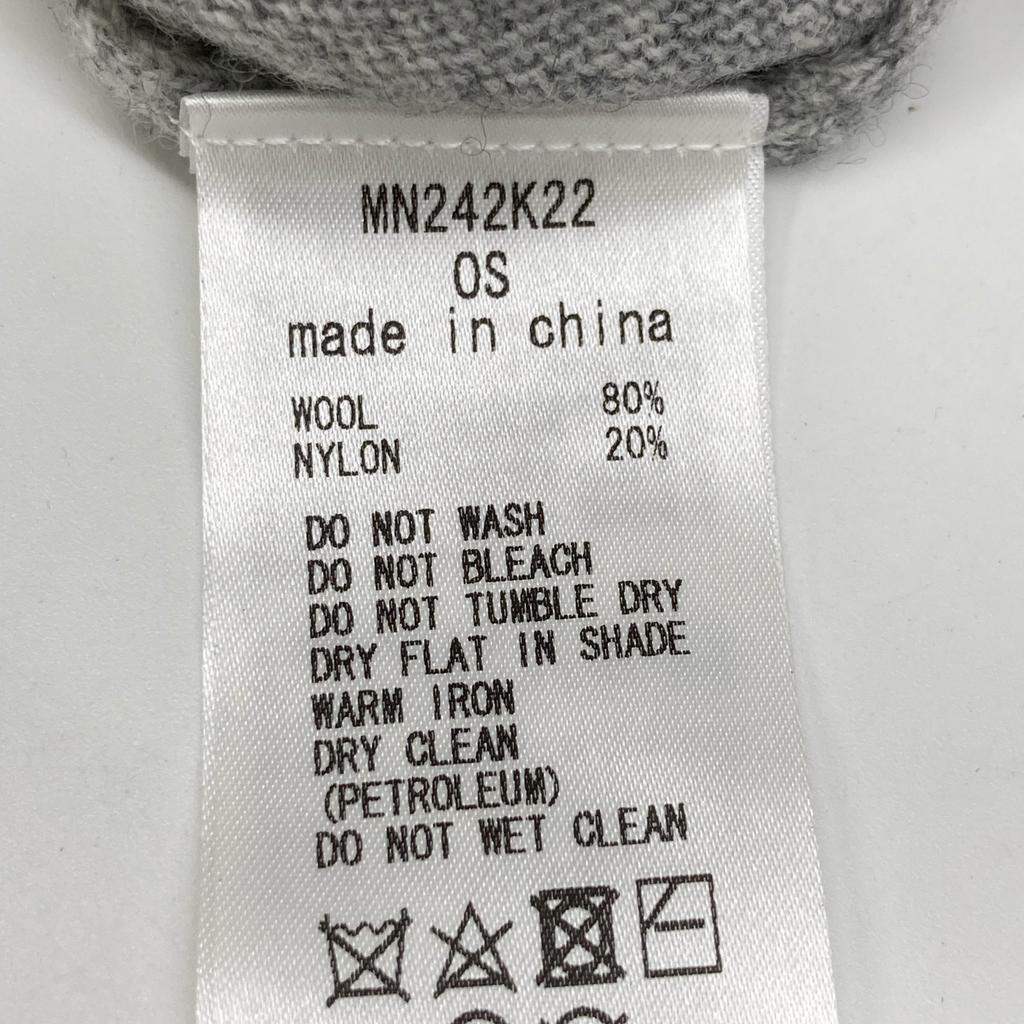 MN242K22
OS
made in china
WOOL 80%
NYLON 20%
DO NOT WASH
DO NOT BLEACH
DO NOT TUMBLE DRY
DRY FLAT IN SHADE
WARM IRON
DRY CLEAN
(PETROLEUM)
DO NOT WET CLEAN